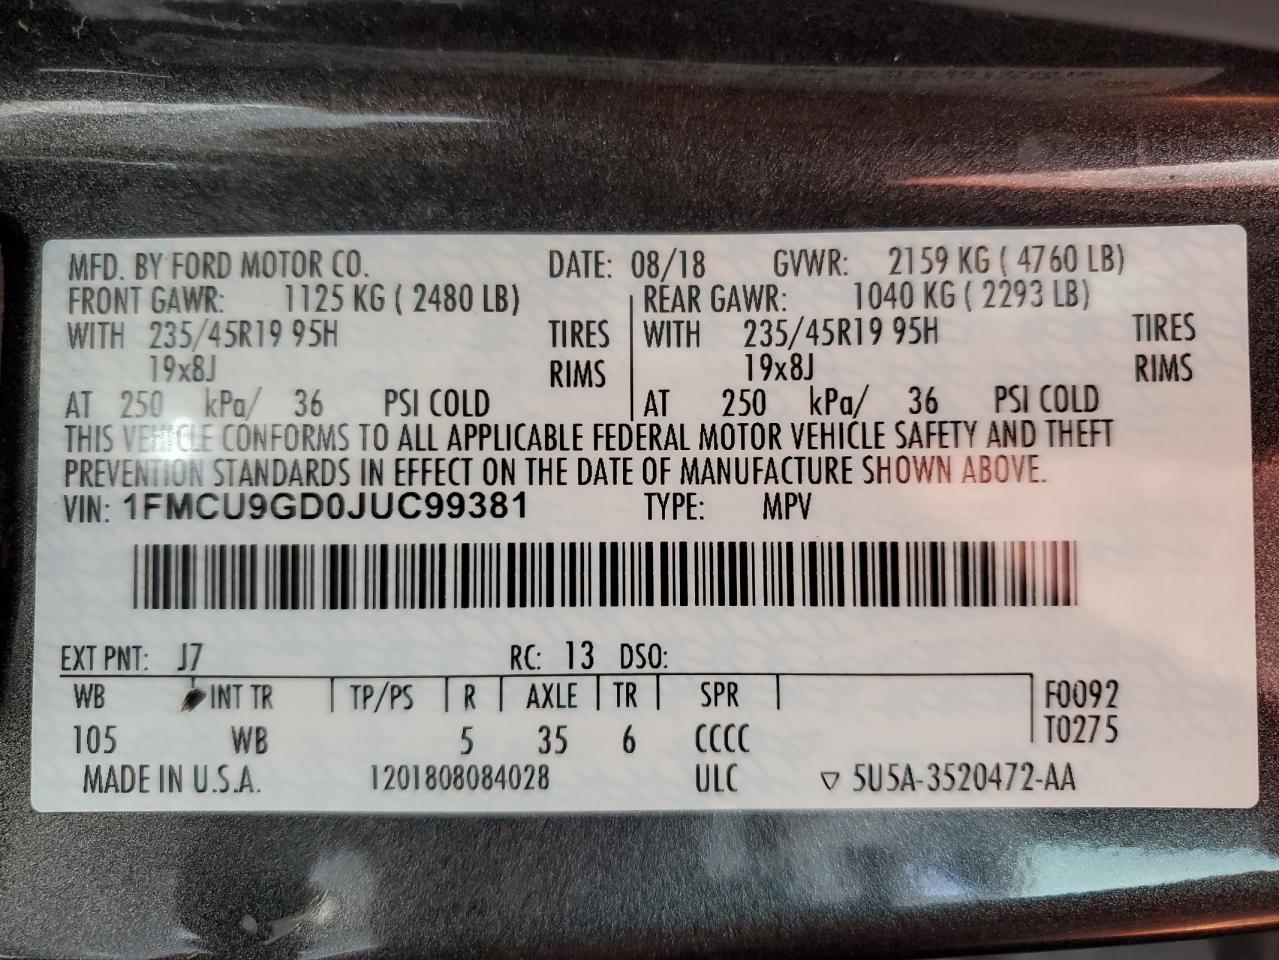 MFD. BY FORD MOTOR CO. DATE: 08/18 GVWR: 2159 KG ( 4760 LB)
FRONT GAWR: 1125 KG ( 2480 LB) REAR GAWR: 1040 KG ( 2293 LB)
WITH 235/45R19 95H TIRES WITH 235/45R19 95H TIRES
19x8J RIMS 19x8J RIMS
AT 250 kPa/ 36 PSI COLD AT 250 kPa/ 36 PSI COLD
THIS VEHICLE CONFORMS TO ALL APPLICABLE FEDERAL MOTOR VEHICLE SAFETY AND THEFT
PREVENTION STANDARDS IN EFFECT ON THE DATE OF MANUFACTURE SHOWN ABOVE.
VIN: 1FMCU9GD0JUC99381 TYPE: MPV
EXT PNT: J7 RC: 13 DSO:
WB INT TR TP/PS R AXLE TR SPR F0092
105 WB 5 35 6 CCCC T0275
MADE IN U.S.A. 1201808084028 ULC ▽ 5U5A-3520472-AA